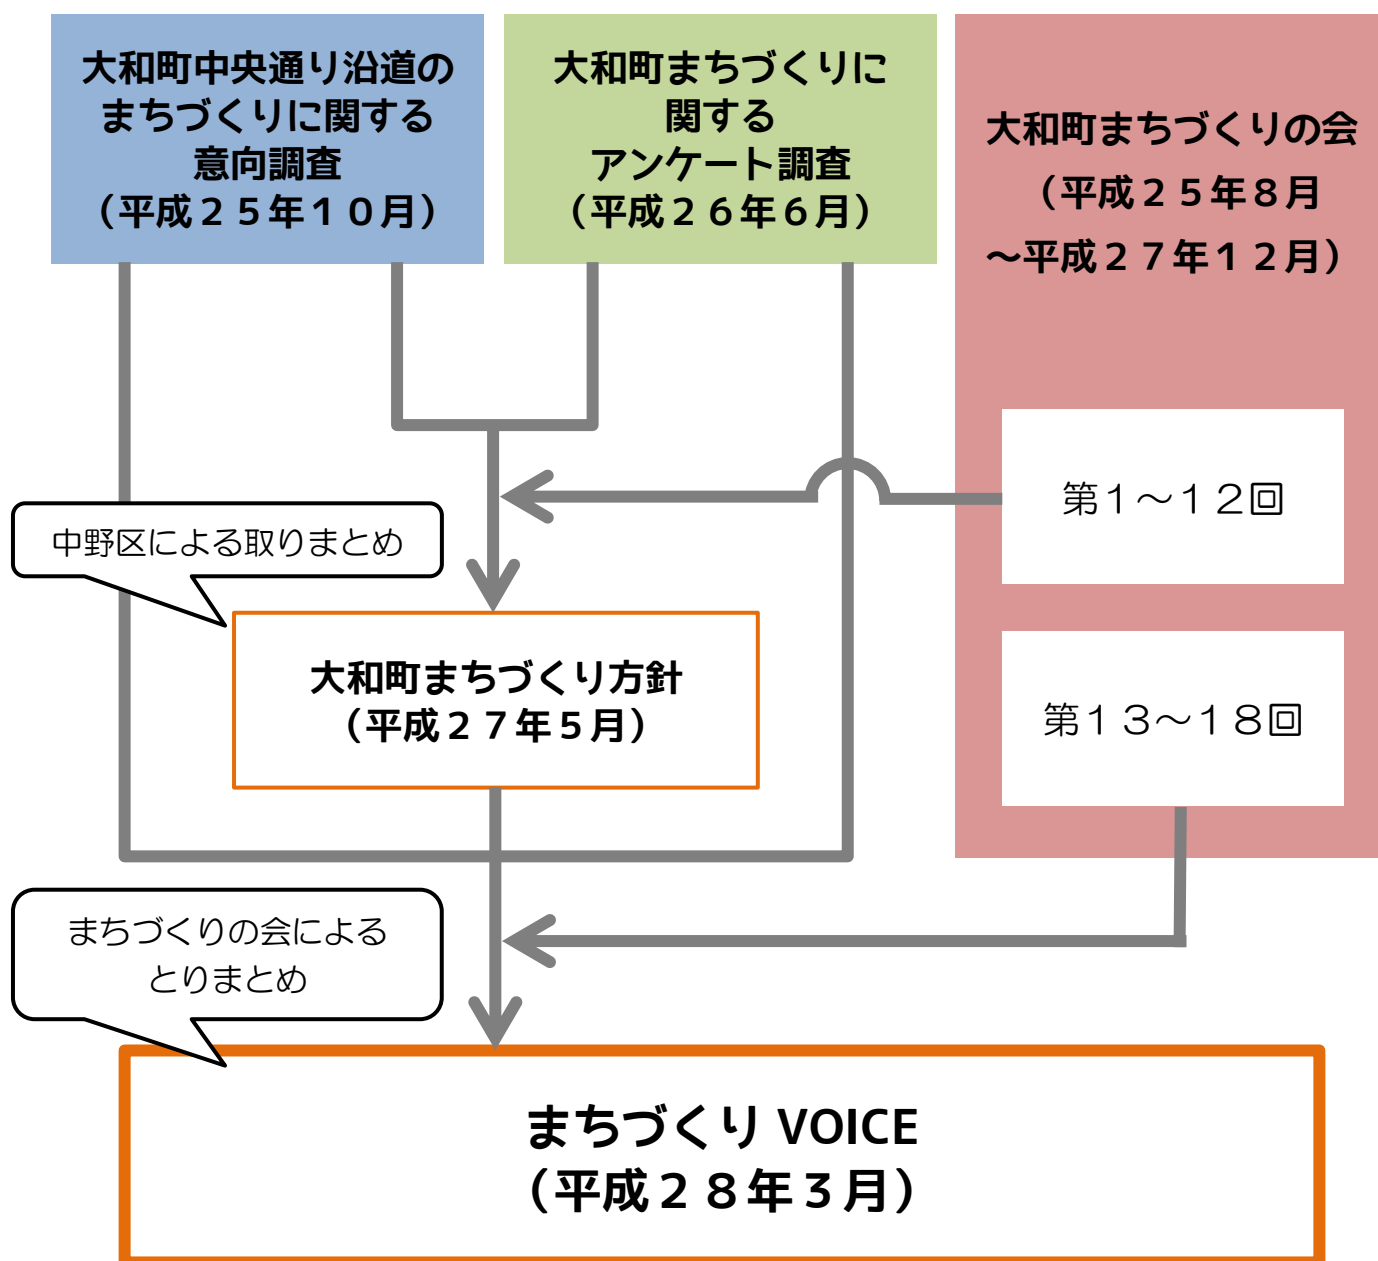 大和町中央通り沿道の
まちづくりに関する
意向調査
（平成２５年１０月）
大和町まちづくりに
関する
アンケート調査
（平成２６年６月）
大和町まちづくりの会
（平成２５年８月
～平成２７年１２月）
第１～１２回
中野区による取りまとめ
大和町まちづくり方針
（平成２７年５月）
第１３～１８回
まちづくりの会による
とりまとめ
まちづくり VOICE
（平成２８年３月）